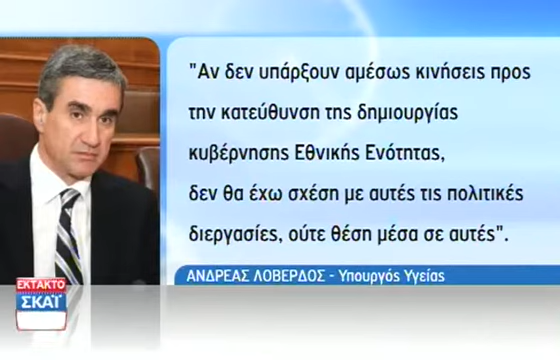 "Αν δεν υπάρξουν αμέσως κινήσεις προς
την κατεύθυνση της δημιουργίας
κυβέρνησης Εθνικής Ενότητας,
δεν θα έχω σχέση με αυτές τις πολιτικές
διεργασίες, ούτε θέση μέσα σε αυτές".
ΑΝΔΡΕΑΣ ΛΟΒΕΡΔΟΣ - Υπουργός Υγείας
ΕΚΤΑΚΤΟ
ΣΚΑΪ